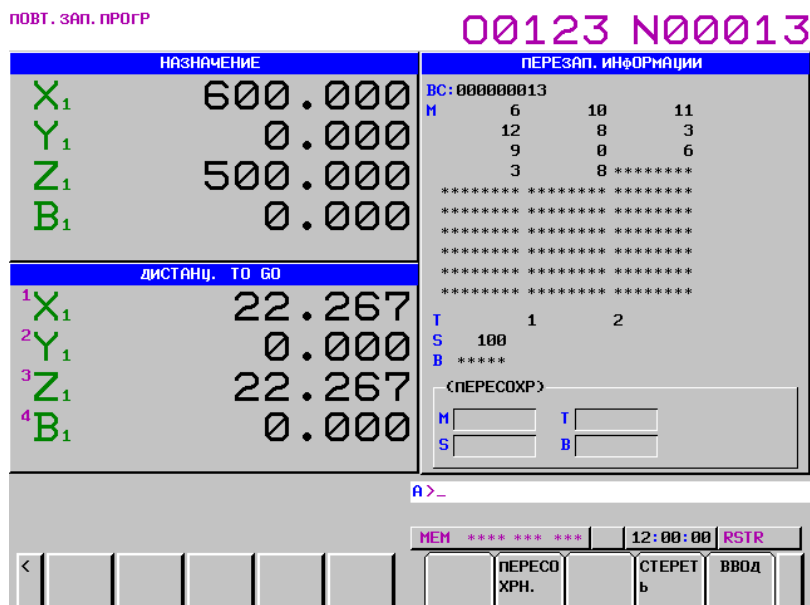 ПОВТ. ЗАП. ПРОГР
O0123 N00013
НАЗНАЧЕНИЕ
X1 600.000
Y1 0.000
Z1 500.000
B1 0.000
ДИСТАНЦ. TO GO
1X1 22.267
2Y1 0.000
3Z1 22.267
4B1 0.000
ПЕРЕЗАП. ИНФОРМАЦИИ
BC:000000013
M 6 10 11
12 8 3
9 0 6
3 8 ********
******** ******** ********
******** ******** ********
******** ******** ********
******** ******** ********
******** ******** ********
******** ******** ********
T 1 2
S 100
B *****
(ПЕРЕСОХР)
M T
S B
A>_
MEM **** *** *** 12:00:00 RSTR
< ПЕРЕСО СТЕРЕТ ВВОД
ХРН. Ь